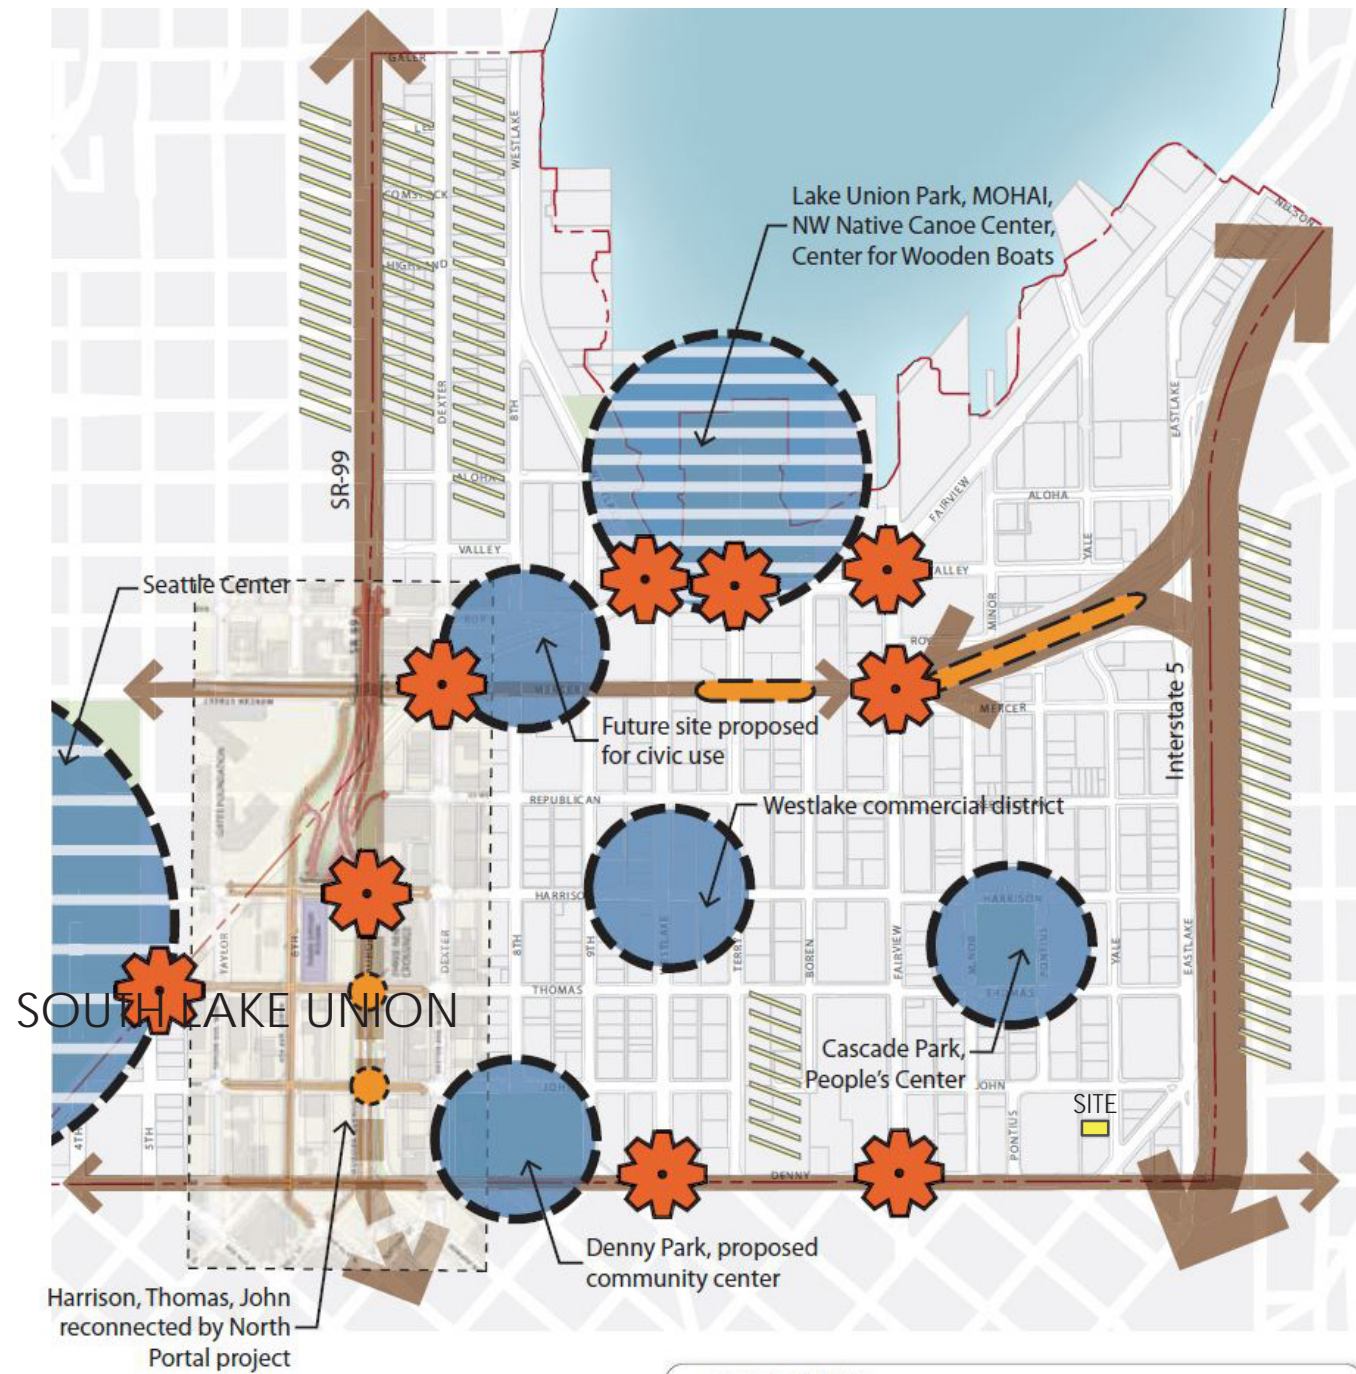 GALER
LEE
WESTLAKE
COMSTOCK
HIGHLAND
Lake Union Park, MOHAI,
NW Native Canoe Center,
Center for Wooden Boats
NELSON
DEXTER
8TH
EASTLAKE
SR-99
ALOHA
FAIRVIEW
ALOHA
VALLEY
YALE
VALLEY
MINOR
Seattle Center
MERCER
MERCER
Interstate 5
Future site proposed
for civic use
REPUBLICAN
Westlake commercial district
HARRISON
HARRISON
TAYLOR
6TH
DEXTER
8TH
9TH
WESTLAKE
TERRY
BOREN
FAIRVIEW
MINOR
PONTIUS
YALE
EASTLAKE
THOMAS
THOMAS
SOUTH LAKE UNION
Cascade Park,
People's Center
JOHN
JOHN
SITE
4TH
5TH
PONTIUS
DENNY
Denny Park, proposed
community center
Harrison, Thomas, John
reconnected by North
Portal project